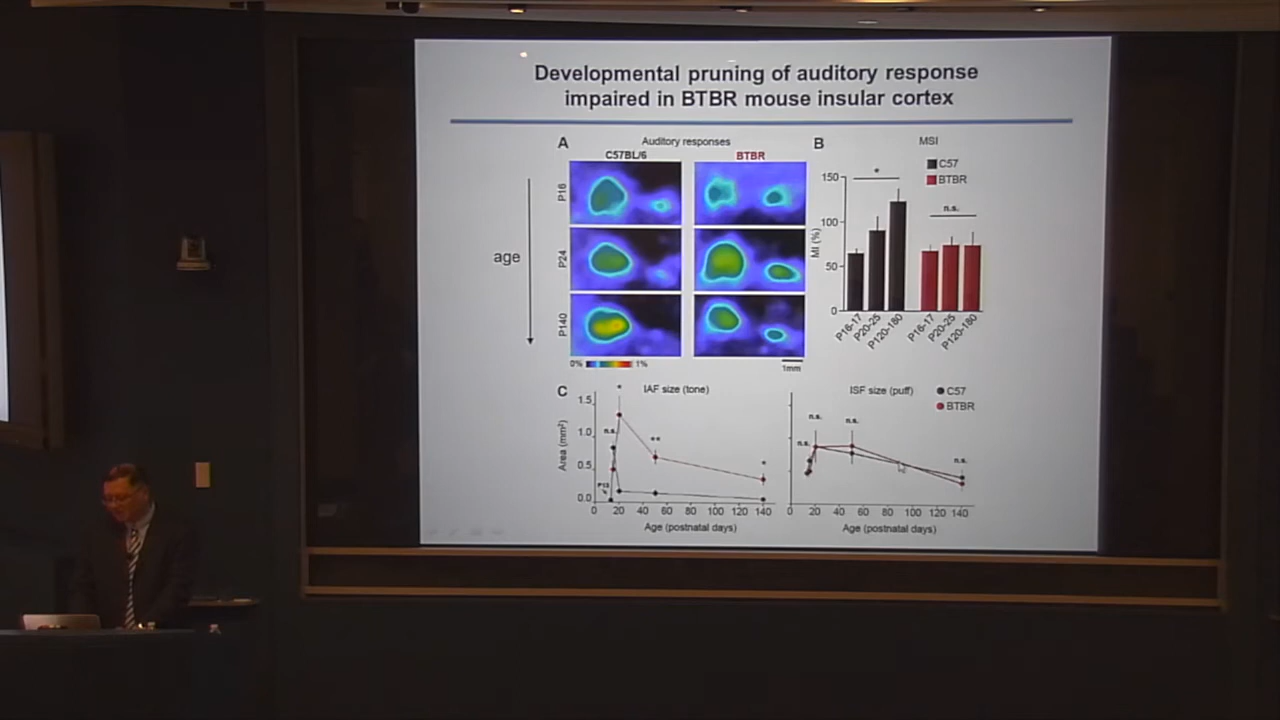 Developmental pruning of auditory response
impaired in BTBR mouse insular cortex
A
Auditory responses
C57BL/6
BTBR
P16
P24
P140
age
0%
1%
1mm
B
MSI
C57
BTBR
MI (%)
150
100
50
0
*
n.s.
P16-17
P20-25
P120-180
P16-17
P20-25
P120-180
C
IAF size (tone)
Area (mm²)
1.5
1.0
0.5
0.0
P13
n.s.
*
**
*
0 20 40 60 80 100 120 140
Age (postnatal days)
ISF size (puff)
C57
BTBR
n.s.
n.s.
n.s.
n.s.
0 20 40 60 80 100 120 140
Age (postnatal days)